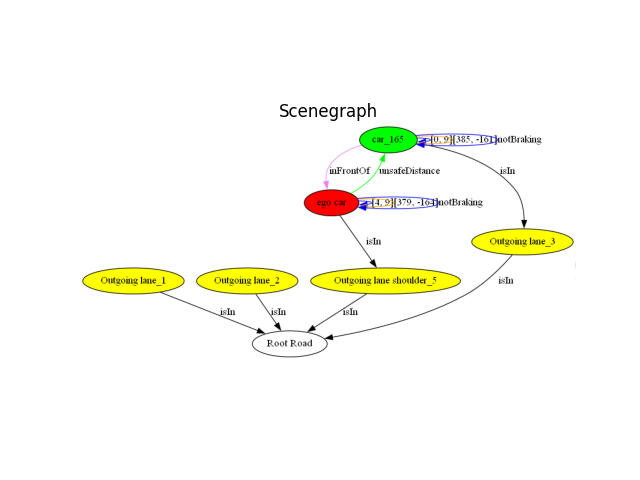 Scenegraph
car_165
[0, 9][385, -161]notBraking
inFrontOf
unsafeDistance
isIn
ego car
[4, 9][379, -164]notBraking
isIn
Outgoing lane_3
Outgoing lane_1
Outgoing lane_2
Outgoing lane shoulder_5
isIn
isIn
isIn
isIn
Root Road